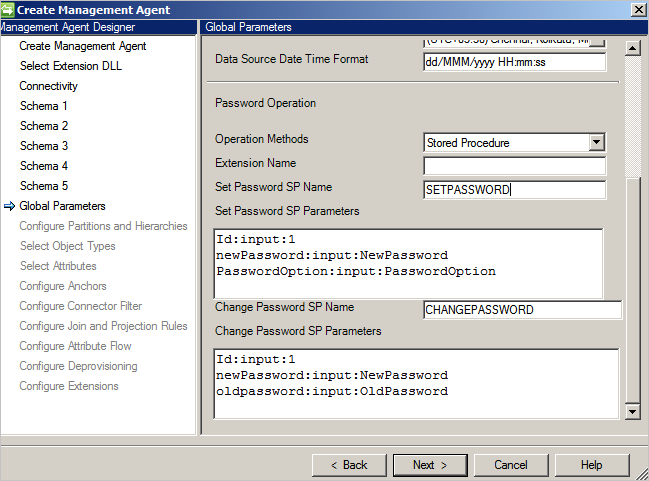 Create Management Agent
Management Agent Designer
Global Parameters
Create Management Agent
Select Extension DLL
Connectivity
Schema 1
Schema 2
Schema 3
Schema 4
Schema 5
Global Parameters
Configure Partitions and Hierarchies
Select Object Types
Select Attributes
Configure Anchors
Configure Connector Filter
Configure Join and Projection Rules
Configure Attribute Flow
Configure Deprovisioning
Configure Extensions
Data Source Date Time Format
dd/MMM/yyyy HH:mm:ss
Password Operation
Operation Methods
Stored Procedure
Extension Name
Set Password SP Name
SETPASSWORD
Set Password SP Parameters
Id:input:1
newPassword:input:NewPassword
PasswordOption:input:PasswordOption
Change Password SP Name
CHANGEPASSWORD
Change Password SP Parameters
Id:input:1
newPassword:input:NewPassword
oldpassword:input:OldPassword
< Back
Next >
Cancel
Help